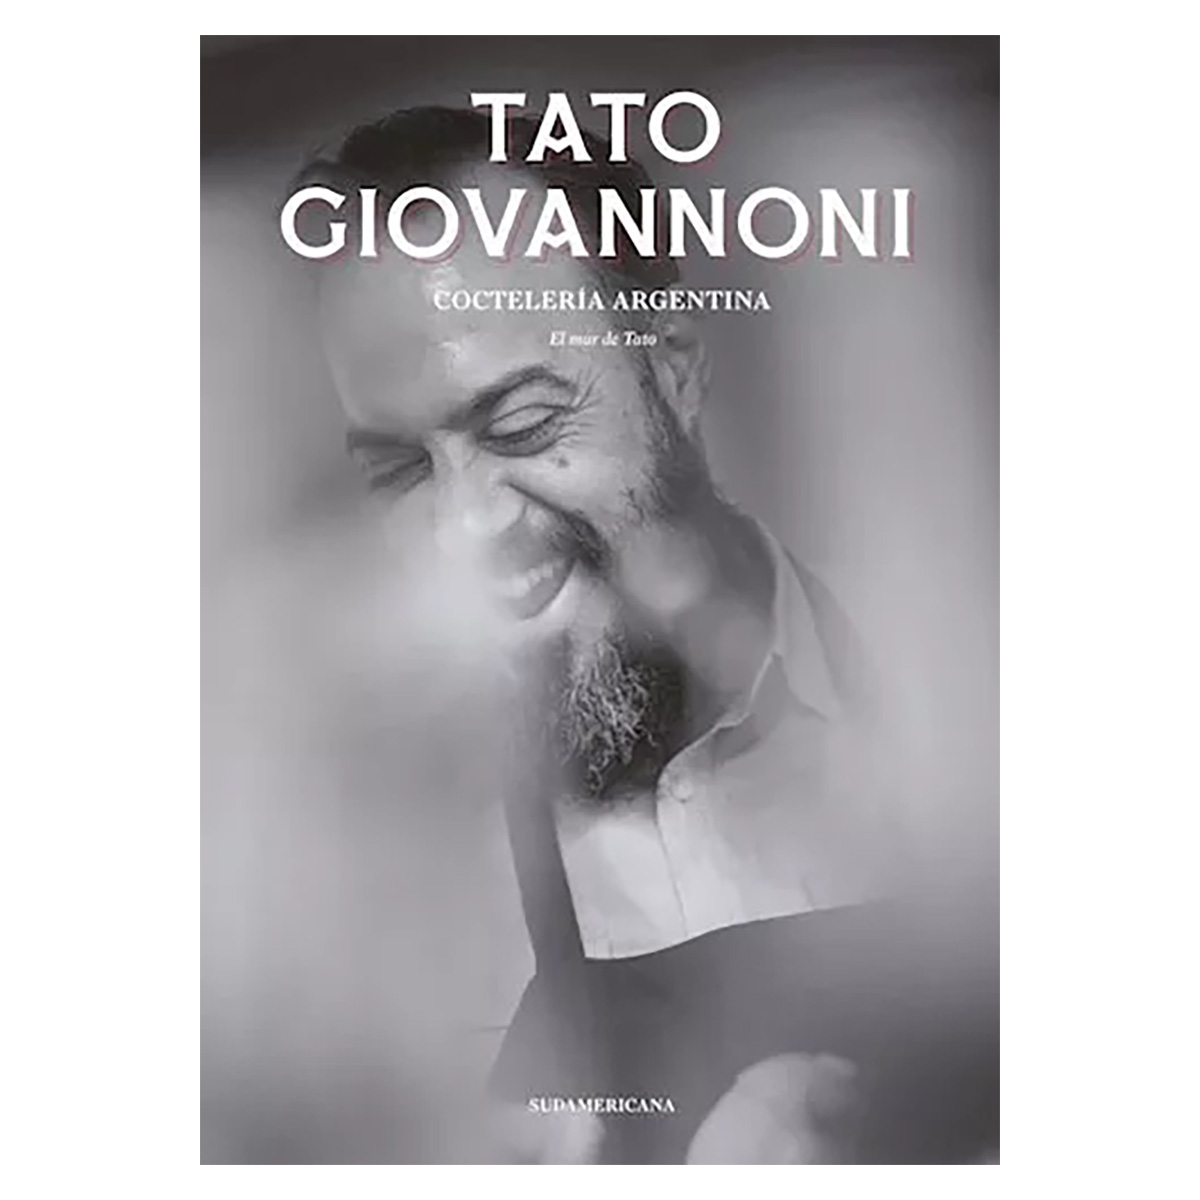 TATO
GIOVANNONI
COCTELERÍA ARGENTINA
El mar de Tato
SUDAMERICANA